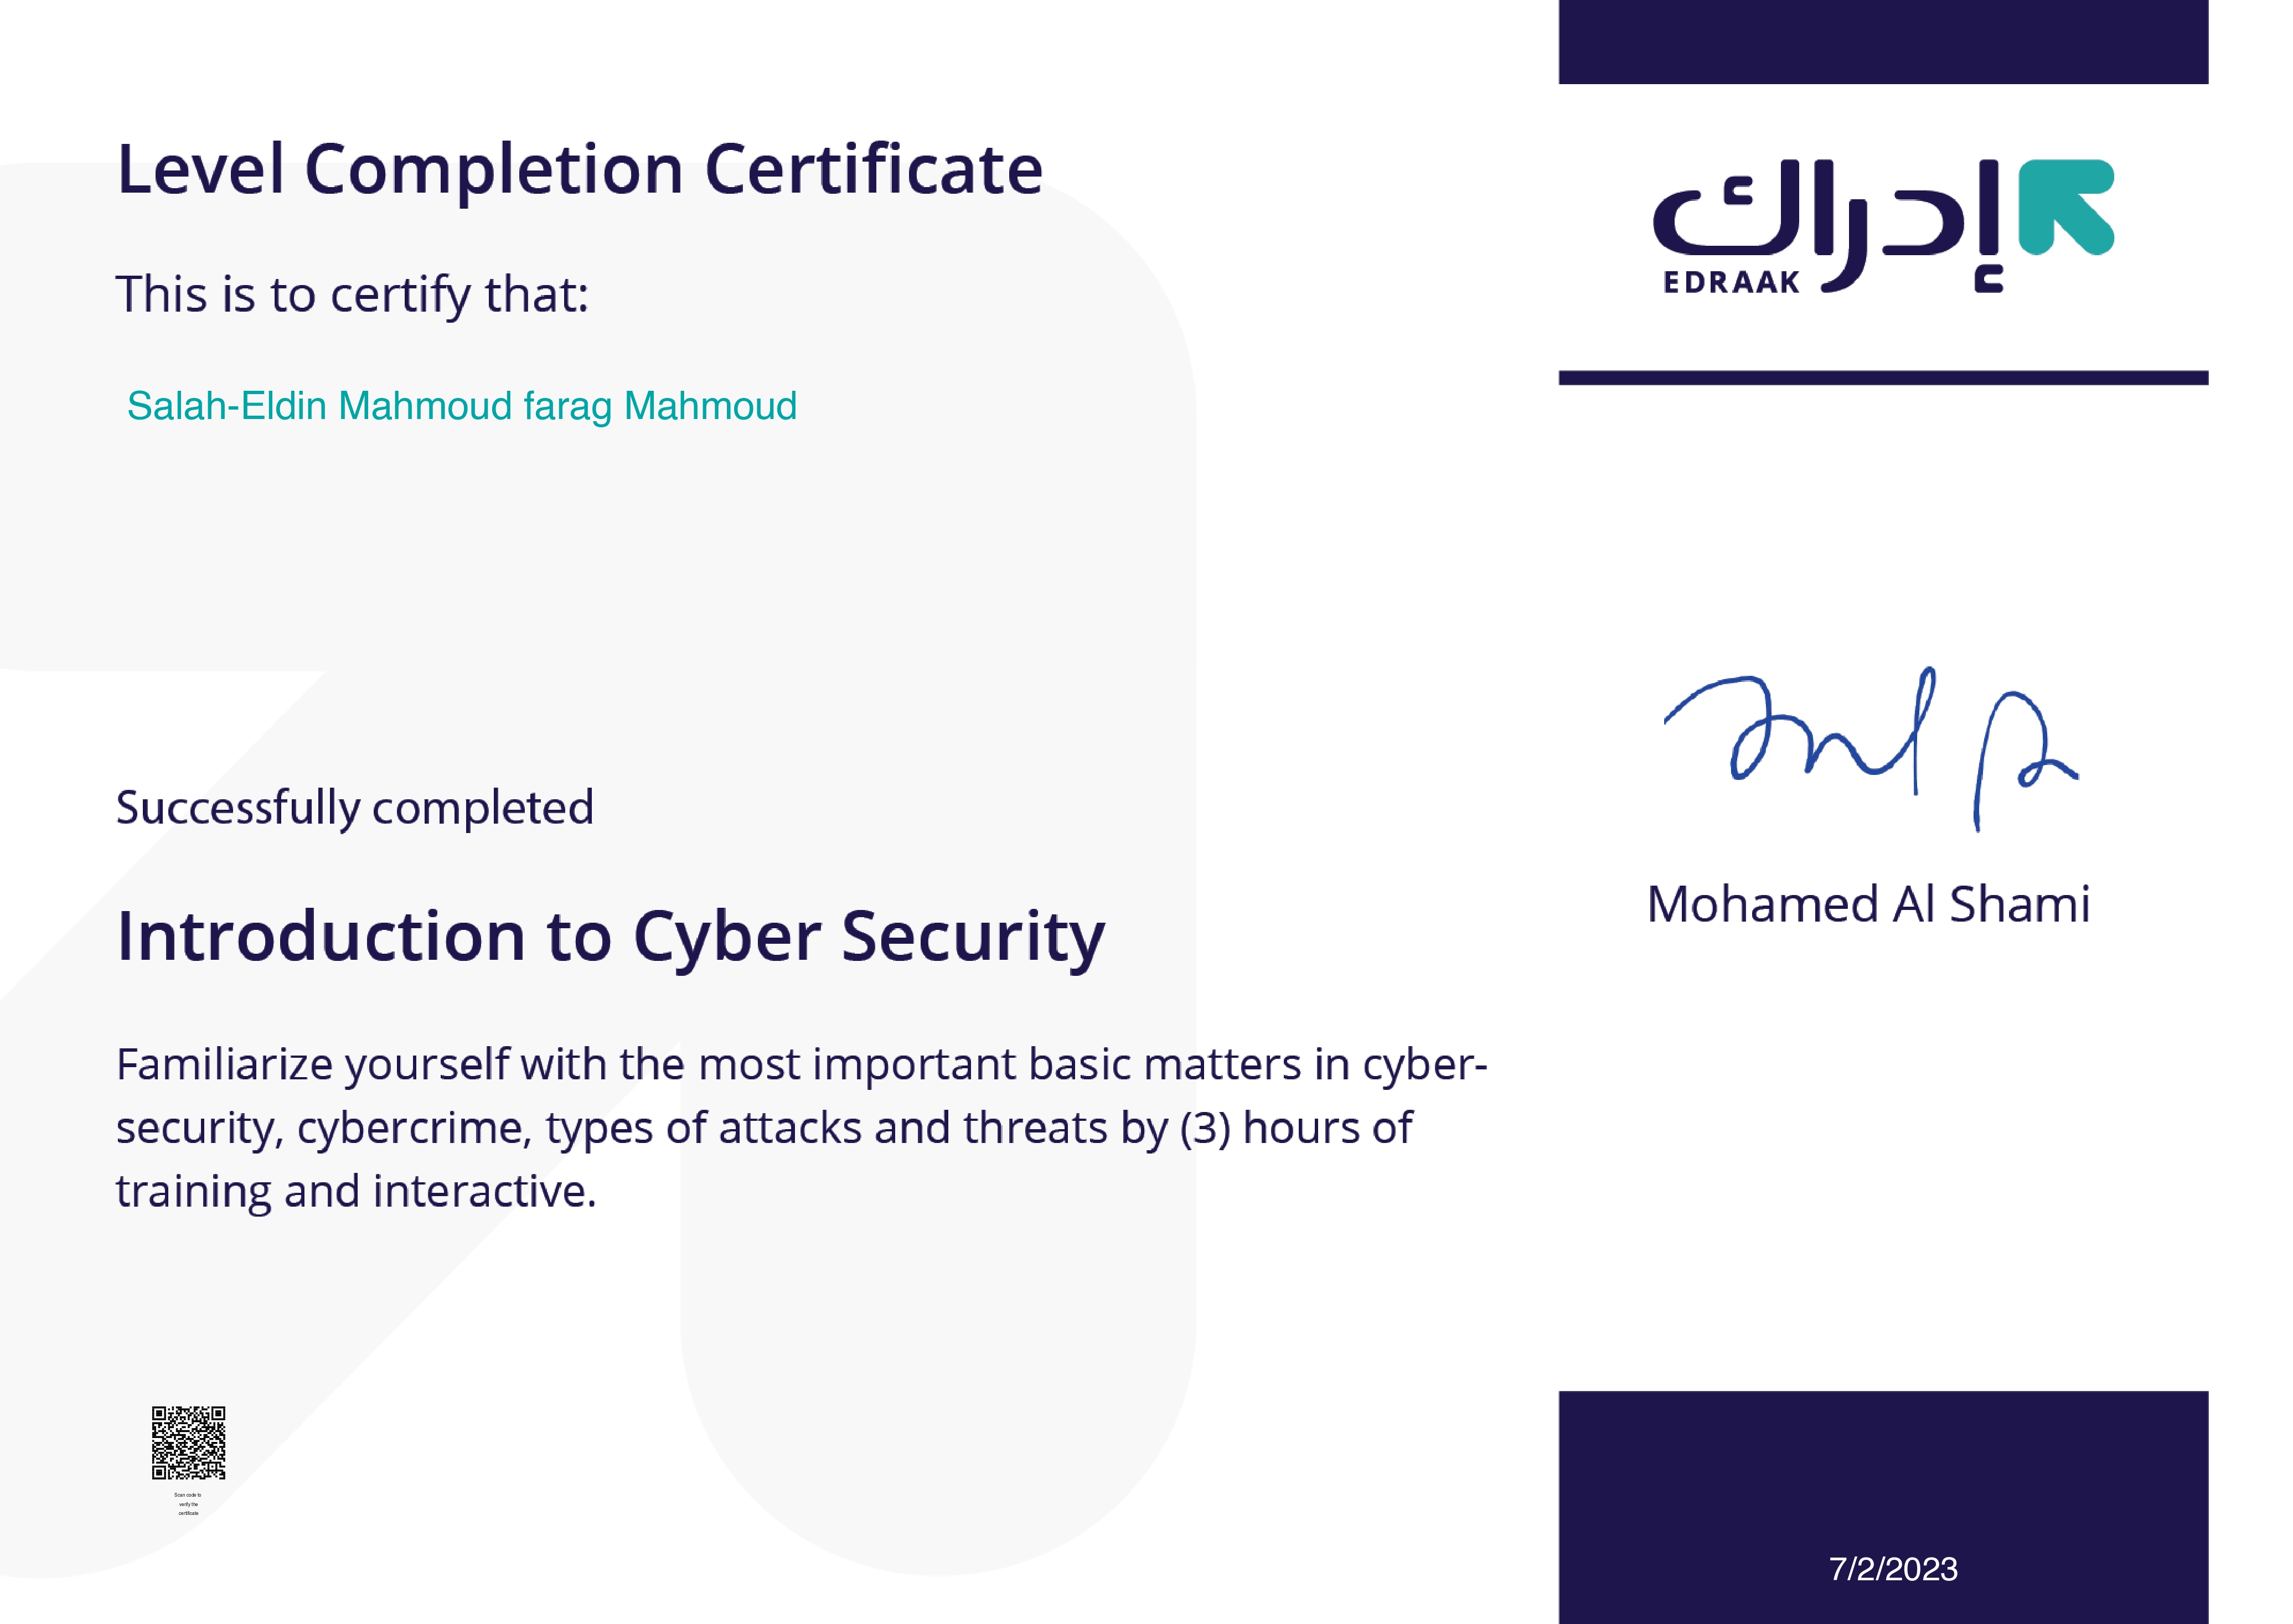 Level Completion Certificate
This is to certify that:
Salah-Eldin Mahmoud farag Mahmoud
Successfully completed
Introduction to Cyber Security
Familiarize yourself with the most important basic matters in cyber-
security, cybercrime, types of attacks and threats by (3) hours of
training and interactive.
Scan code to
verify the
certificate
إدراك
EDRAAK
Mohamed Al Shami
7/2/2023